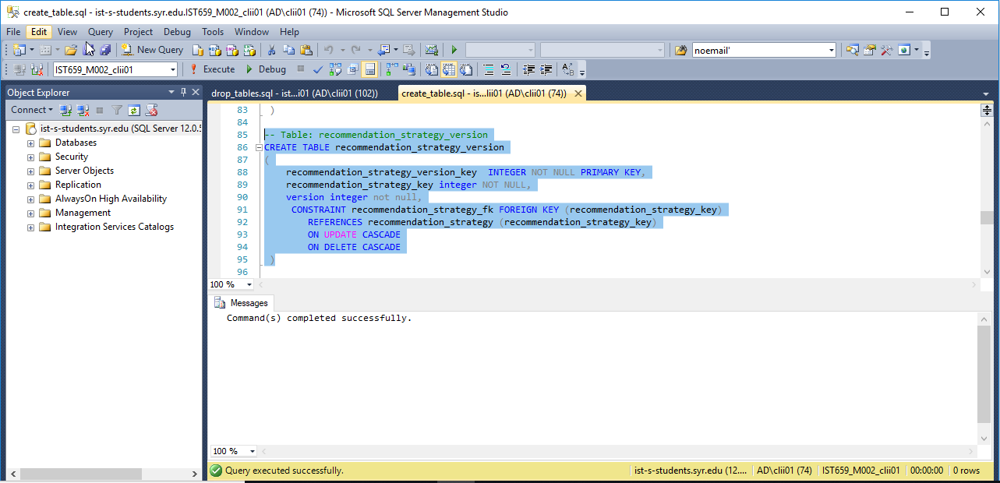 create_table.sql - ist-s-students.syr.edu.IST659_M002_clii01 (AD\clii01 (74)) - Microsoft SQL Server Management Studio
File Edit View Query Project Debug Tools Window Help
New Query
noemail'
IST659_M002_clii01
Execute
Debug
Object Explorer
Connect
ist-s-students.syr.edu (SQL Server 12.0.5
Databases
Security
Server Objects
Replication
AlwaysOn High Availability
Management
Integration Services Catalogs
drop_tables.sql - ist...i01 (AD\clii01 (102))
create_table.sql - is...lii01 (AD\clii01 (74))
83 )
84
85 -- Table: recommendation_strategy_version
86 CREATE TABLE recommendation_strategy_version
87 (
88 recommendation_strategy_version_key INTEGER NOT NULL PRIMARY KEY,
89 recommendation_strategy_key integer NOT NULL,
90 version integer not null,
91 CONSTRAINT recommendation_strategy_fk FOREIGN KEY (recommendation_strategy_key)
92 REFERENCES recommendation_strategy (recommendation_strategy_key)
93 ON UPDATE CASCADE
94 ON DELETE CASCADE
95 )
96
100 %
Messages
Command(s) completed successfully.
100 %
Query executed successfully.
ist-s-students.syr.edu (12.... AD\clii01 (74) IST659_M002_clii01 00:00:00 0 rows